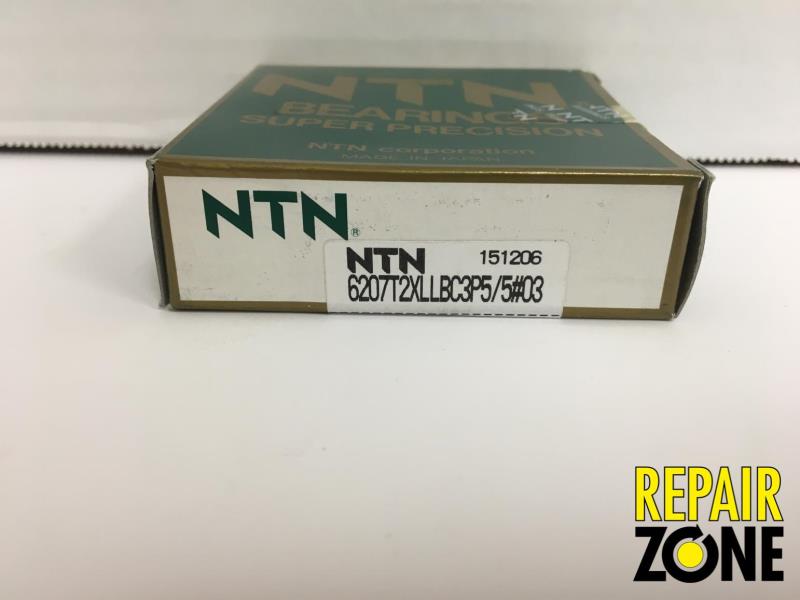 NTN
BEARING
SUPER PRECISION
NTN corporation
MADE IN JAPAN
NTN®
NTN 151206
6207T2XLLBC3P5/5#03
REPAIR
ZONE